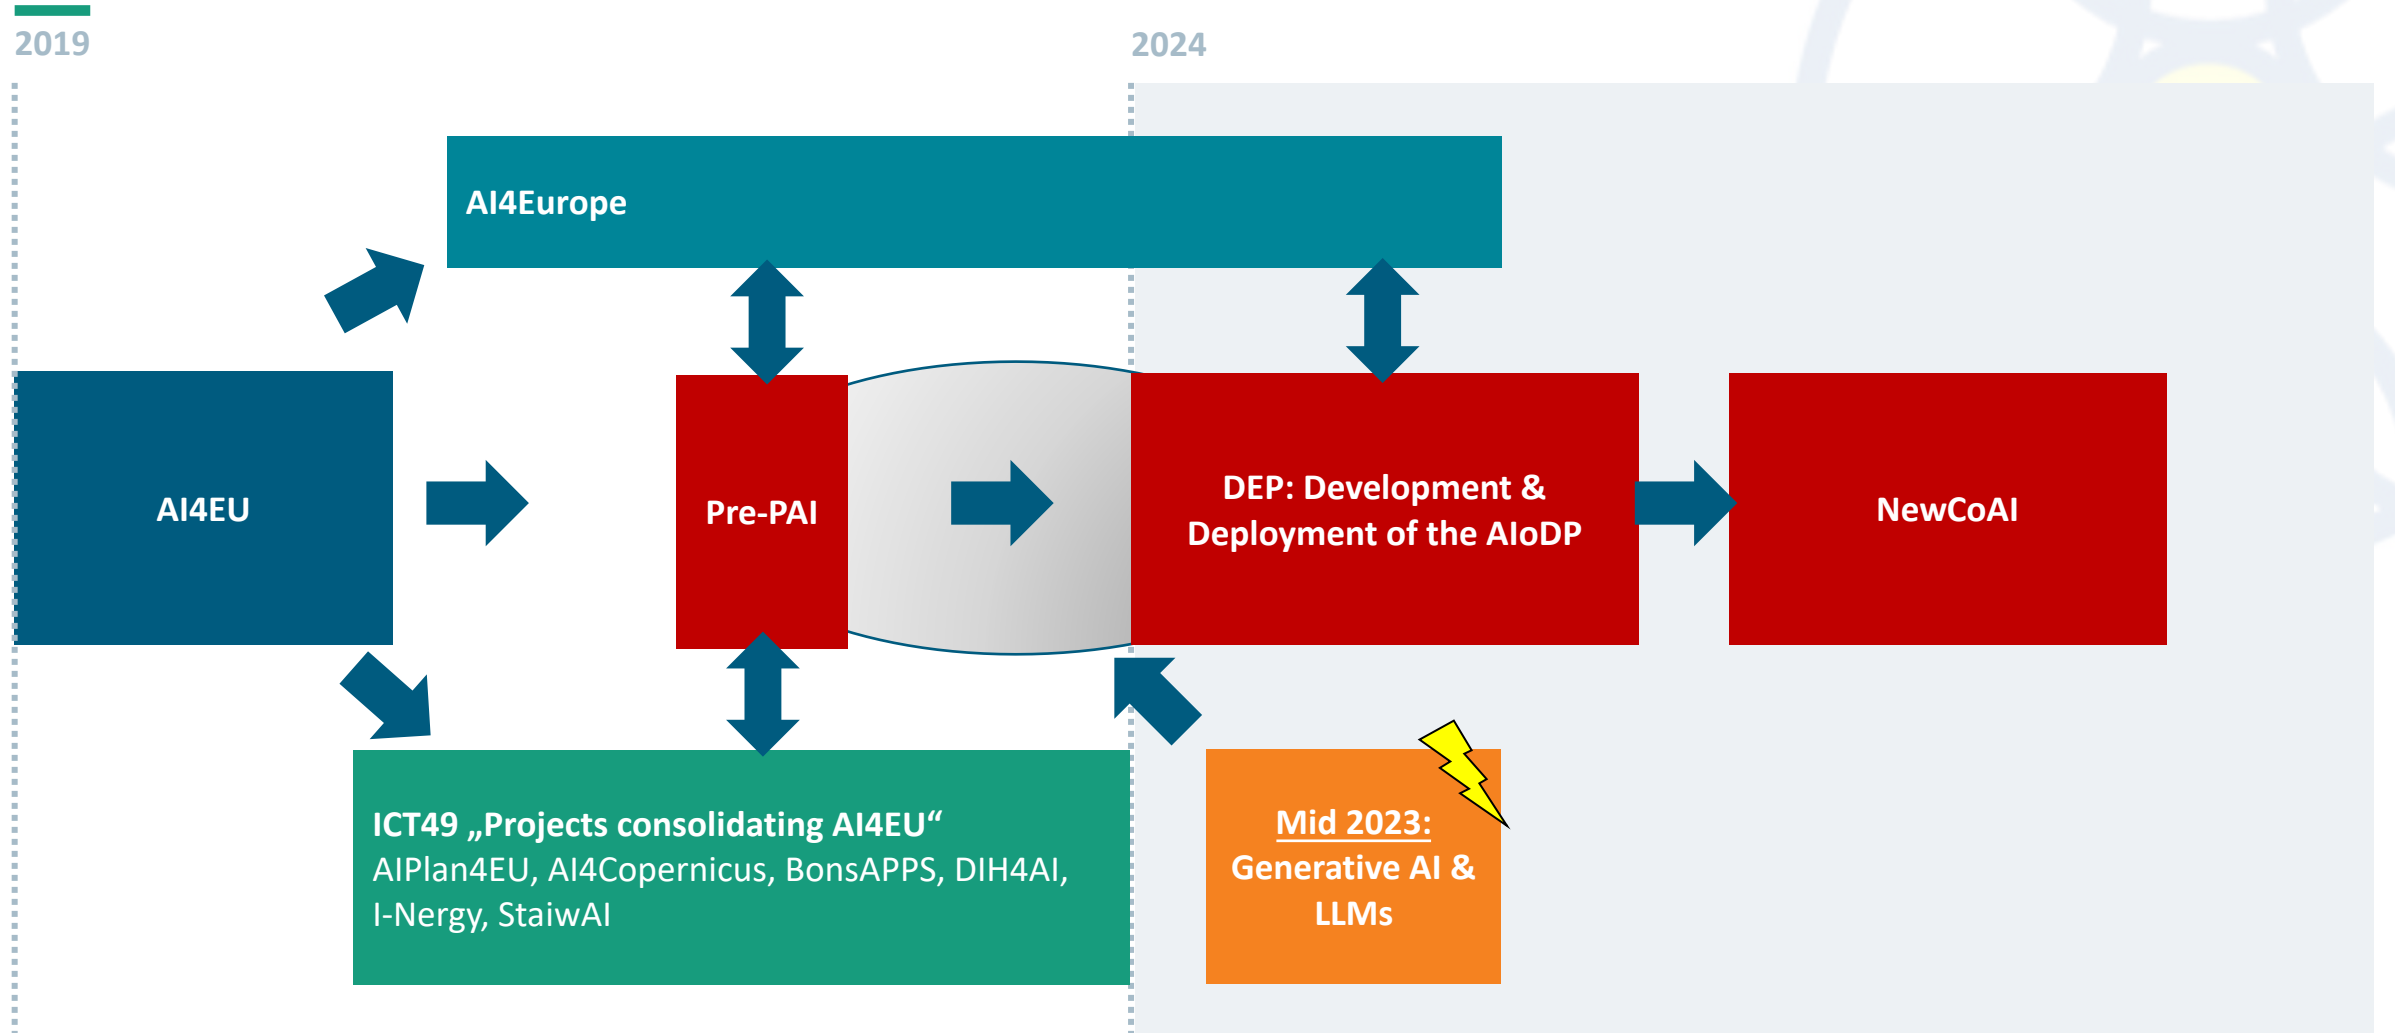 2019
2024
AI4Europe
AI4EU
Pre-PAI
DEP: Development &
Deployment of the AIoDP
NewCoAI
ICT49 „Projects consolidating AI4EU“
AIPlan4EU, AI4Copernicus, BonsAPPS, DIH4AI,
I-Nergy, StaiwAI
Mid 2023:
Generative AI &
LLMs